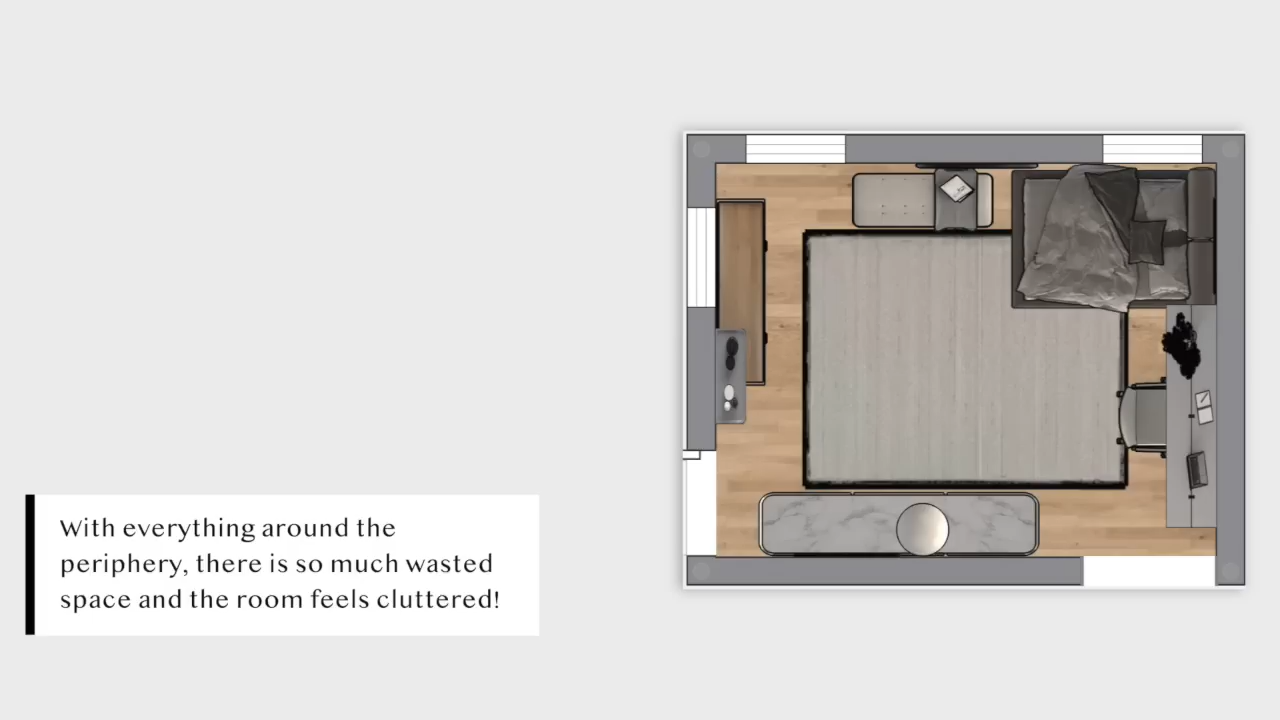 With everything around the
periphery, there is so much wasted
space and the room feels cluttered!